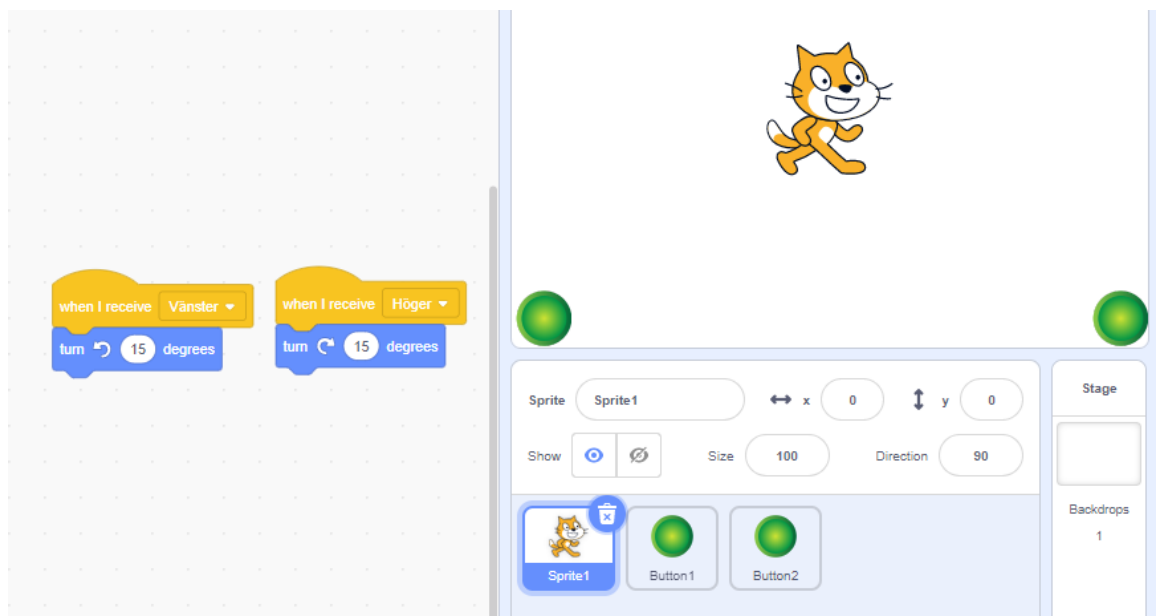 when I receive Vänster
turn 15 degrees
when I receive Höger
turn 15 degrees
Sprite Sprite1 x 0 y 0
Show Size 100 Direction 90
Sprite1 Button1 Button2
Stage
Backdrops
1